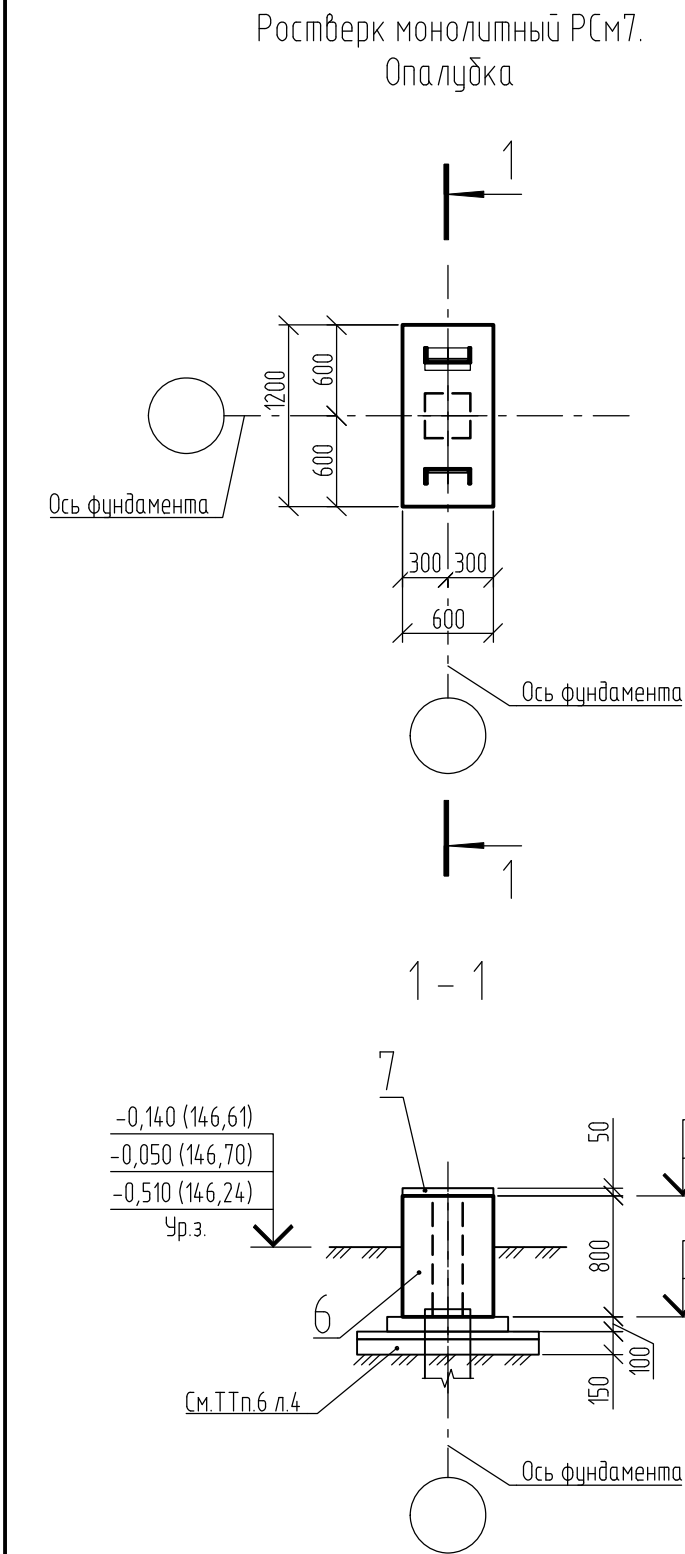 Ростверк монолитный РСм7.
Опалубка
1
1200
600
600
Ось фундамента
300
300
600
Ось фундамента
1
1 - 1
7
-0,140 (146,61)
-0,050 (146,70)
-0,510 (146,24)
Ур.з.
50
800
6
100
150
См.ТТп.6 л.4
Ось фундамента